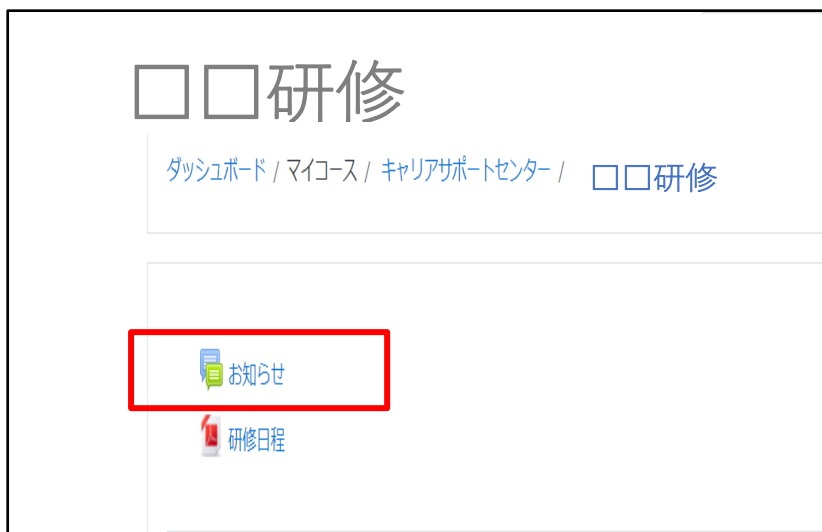 □□研修
ダッシュボード / マイコース / キャリアサポートセンター / □□研修
お知らせ
研修日程